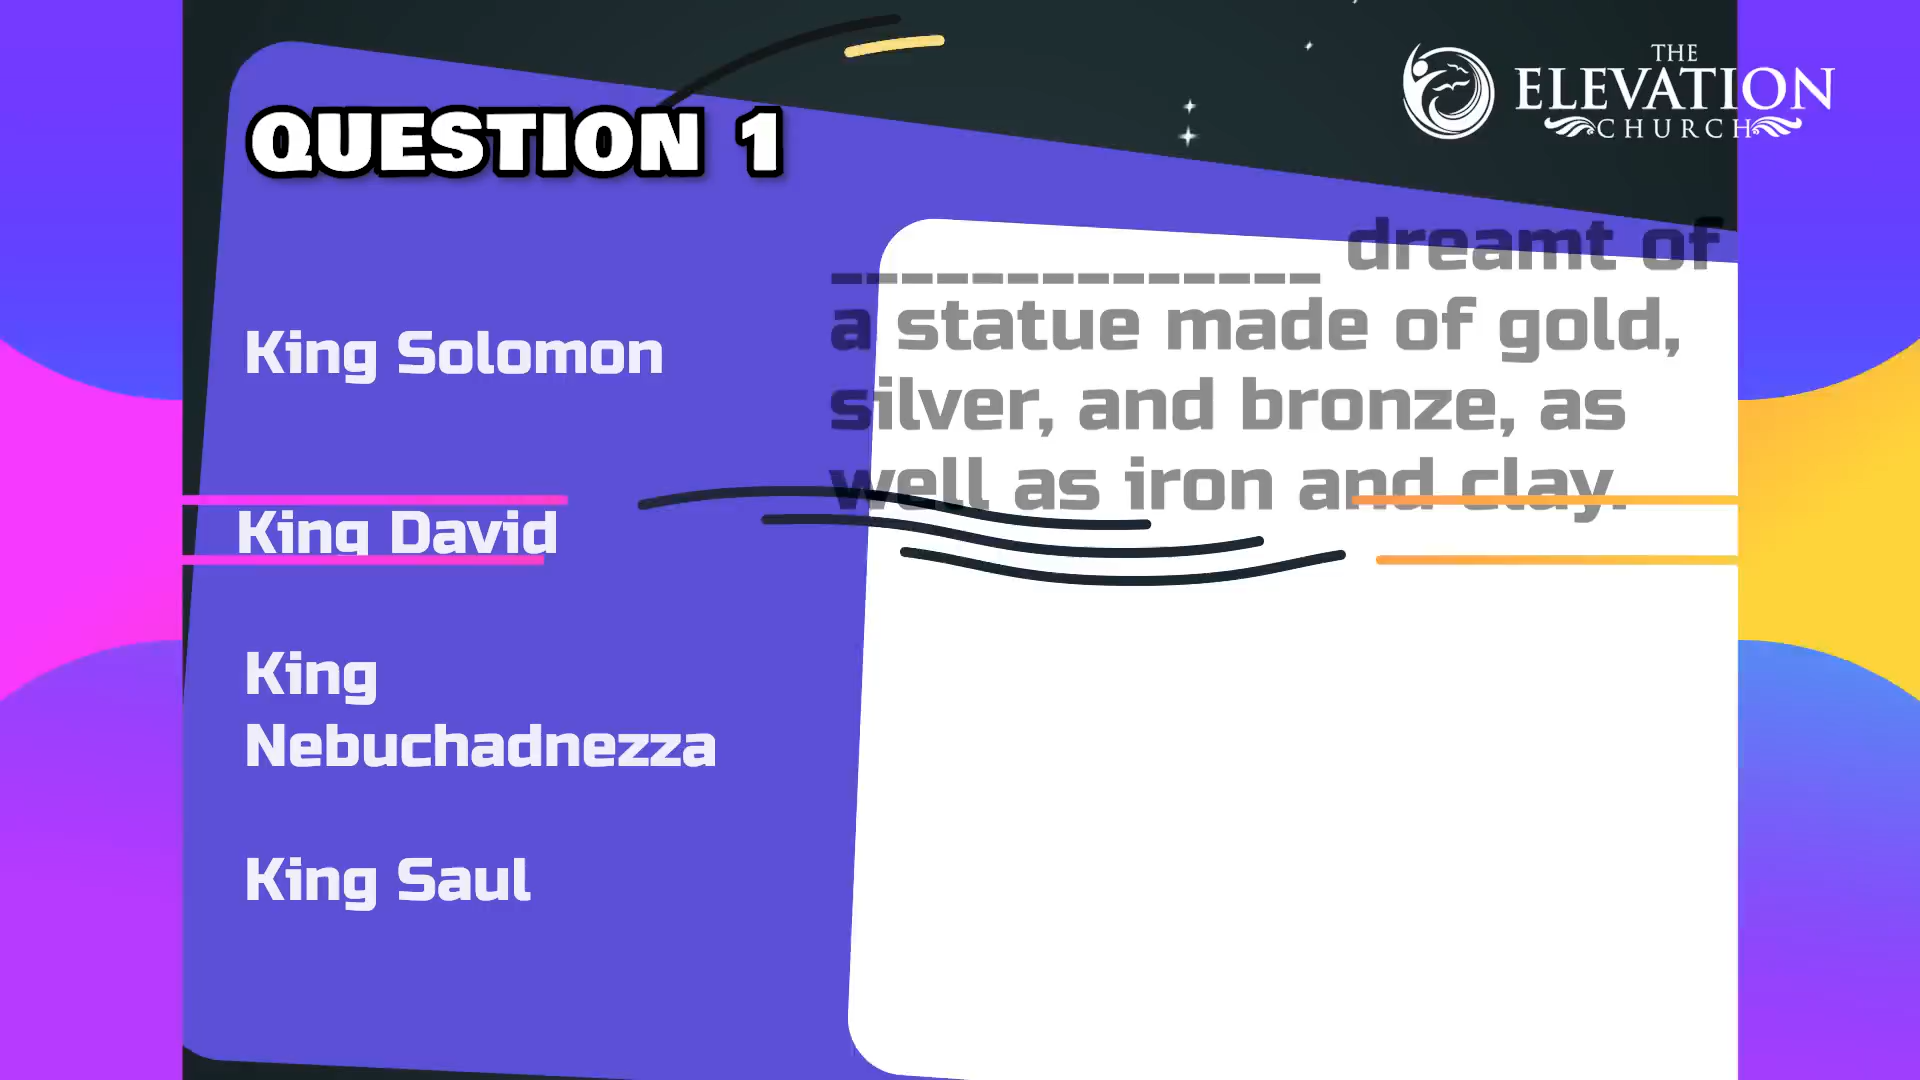 THE
ELEVATION
CHURCH
QUESTION 1
______________ dreamt of
a statue made of gold,
silver, and bronze, as
well as iron and clay.
King Solomon
King David
King
Nebuchadnezza
King Saul